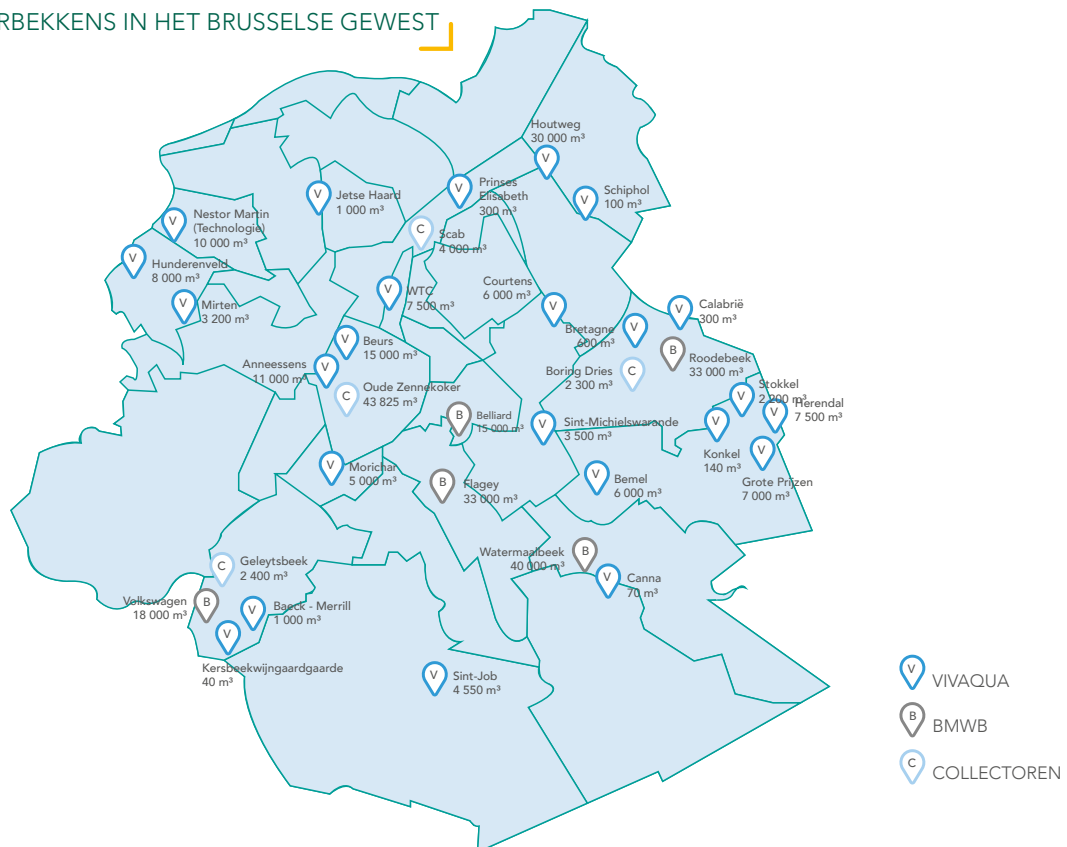 RBEKKENS IN HET BRUSSELSE GEWEST
Houtweg
30 000 m³
V
Prinses
Elisabeth
300 m³
V
Schiphol
100 m³
V
Jetse Haard
1 000 m³
V
Nestor Martin
(Technologie)
10 000 m³
V
Scab
4 000 m³
C
Hunderenveld
8 000 m³
V
Mirten
3 200 m³
V
WTC
7 500 m³
V
Courtens
6 000 m³
V
Calabrië
300 m³
V
Bretagne
600 m³
V
Beurs
15 000 m³
V
Roodebeek
33 000 m³
B
Anneessens
11 000 m³
V
Boring Dries
2 300 m³
C
Oude Zennekoker
43 825 m³
C
Stokkel
2 200 m³
V
Herendal
7 500 m³
V
Belliard
15 000 m³
B
Sint-Michielswarande
3 500 m³
V
Konkel
140 m³
V
Grote Prijzen
7 000 m³
V
Morichar
5 000 m³
V
Flagey
33 000 m³
B
Bemel
6 000 m³
V
Watermaalbeek
40 000 m³
B
Canna
70 m³
V
Geleytsbeek
2 400 m³
C
Volkswagen
18 000 m³
B
Baeck - Merrill
1 000 m³
V
Kersbeekwijngaardgaarde
40 m³
V
Sint-Job
4 550 m³
V
V VIVAQUA
B BMWB
C COLLECTOREN